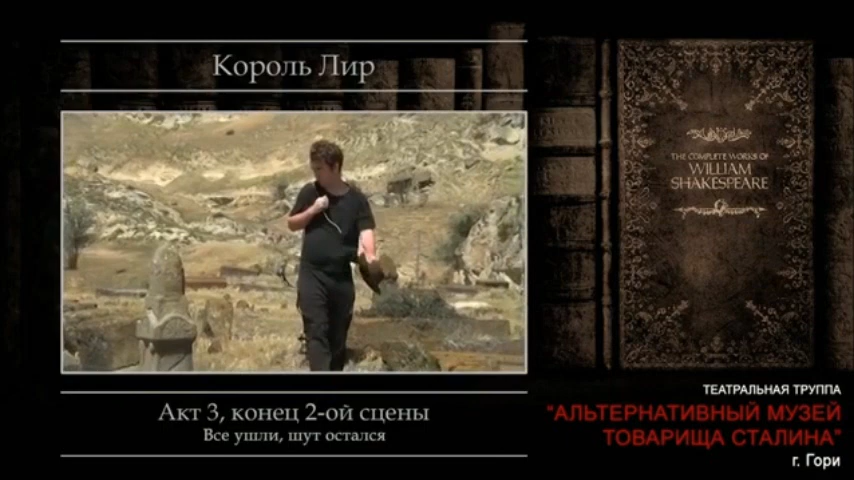 Король Лир
THE COMPLETE WORKS OF
WILLIAM
SHAKESPEARE
Акт 3, конец 2-ой сцены
Все ушли, шут остался
ТЕАТРАЛЬНАЯ ТРУППА
"АЛЬТЕРНАТИВНЫЙ МУЗЕЙ
ТОВАРИЩА СТАЛИНА"
г. Гори